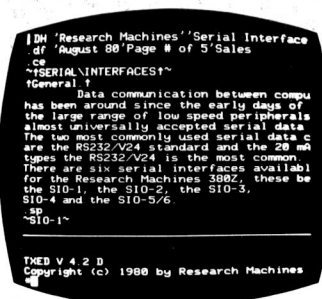 |DH 'Research Machines''Serial Interface
.df 'August 80'Page # of 5'Sales
.ce
~↑SERIAL\INTERFACES↑~
↑General.↑
Data communication between compu
has been around since the early days of
the large range of low speed peripherals
almost universally accepted serial data
The two most commonly used serial data c
are the RS232/V24 standard and the 20 mA
types the RS232/V24 is the most common.
There are six serial interfaces availabl
for the Research Machines 380Z, these be
the SIO-1, the SIO-2, the SIO-3,
SIO-4 and the SIO-5/6.
.sp
~SIO-1~
TXED V 4.2 D
Copyright (c) 1980 by Research Machines
*